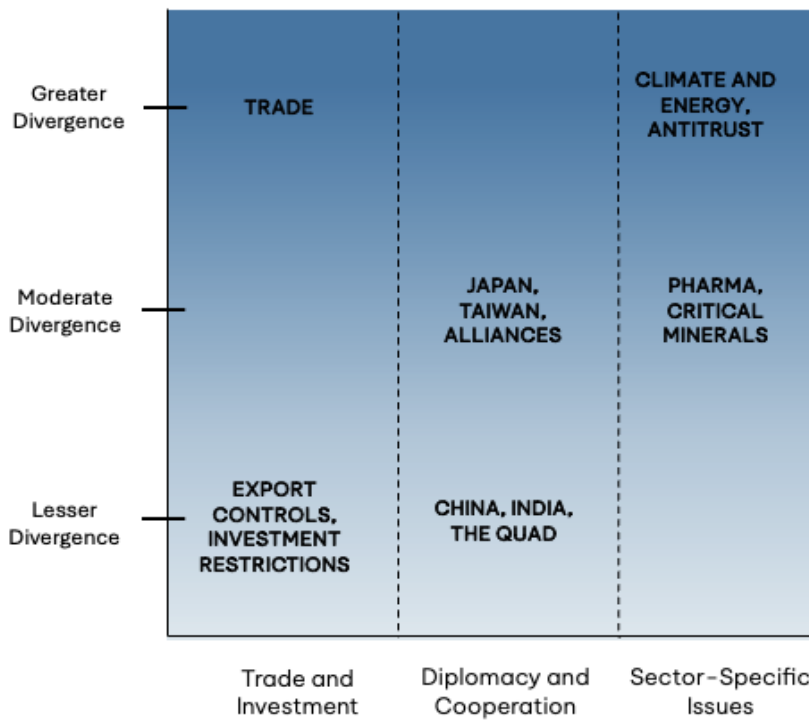 Greater
Divergence
TRADE
CLIMATE AND
ENERGY,
ANTITRUST
Moderate
Divergence
JAPAN,
TAIWAN,
ALLIANCES
PHARMA,
CRITICAL
MINERALS
Lesser
Divergence
EXPORT
CONTROLS,
INVESTMENT
RESTRICTIONS
CHINA, INDIA,
THE QUAD
Trade and
Investment
Diplomacy and
Cooperation
Sector-Specific
Issues